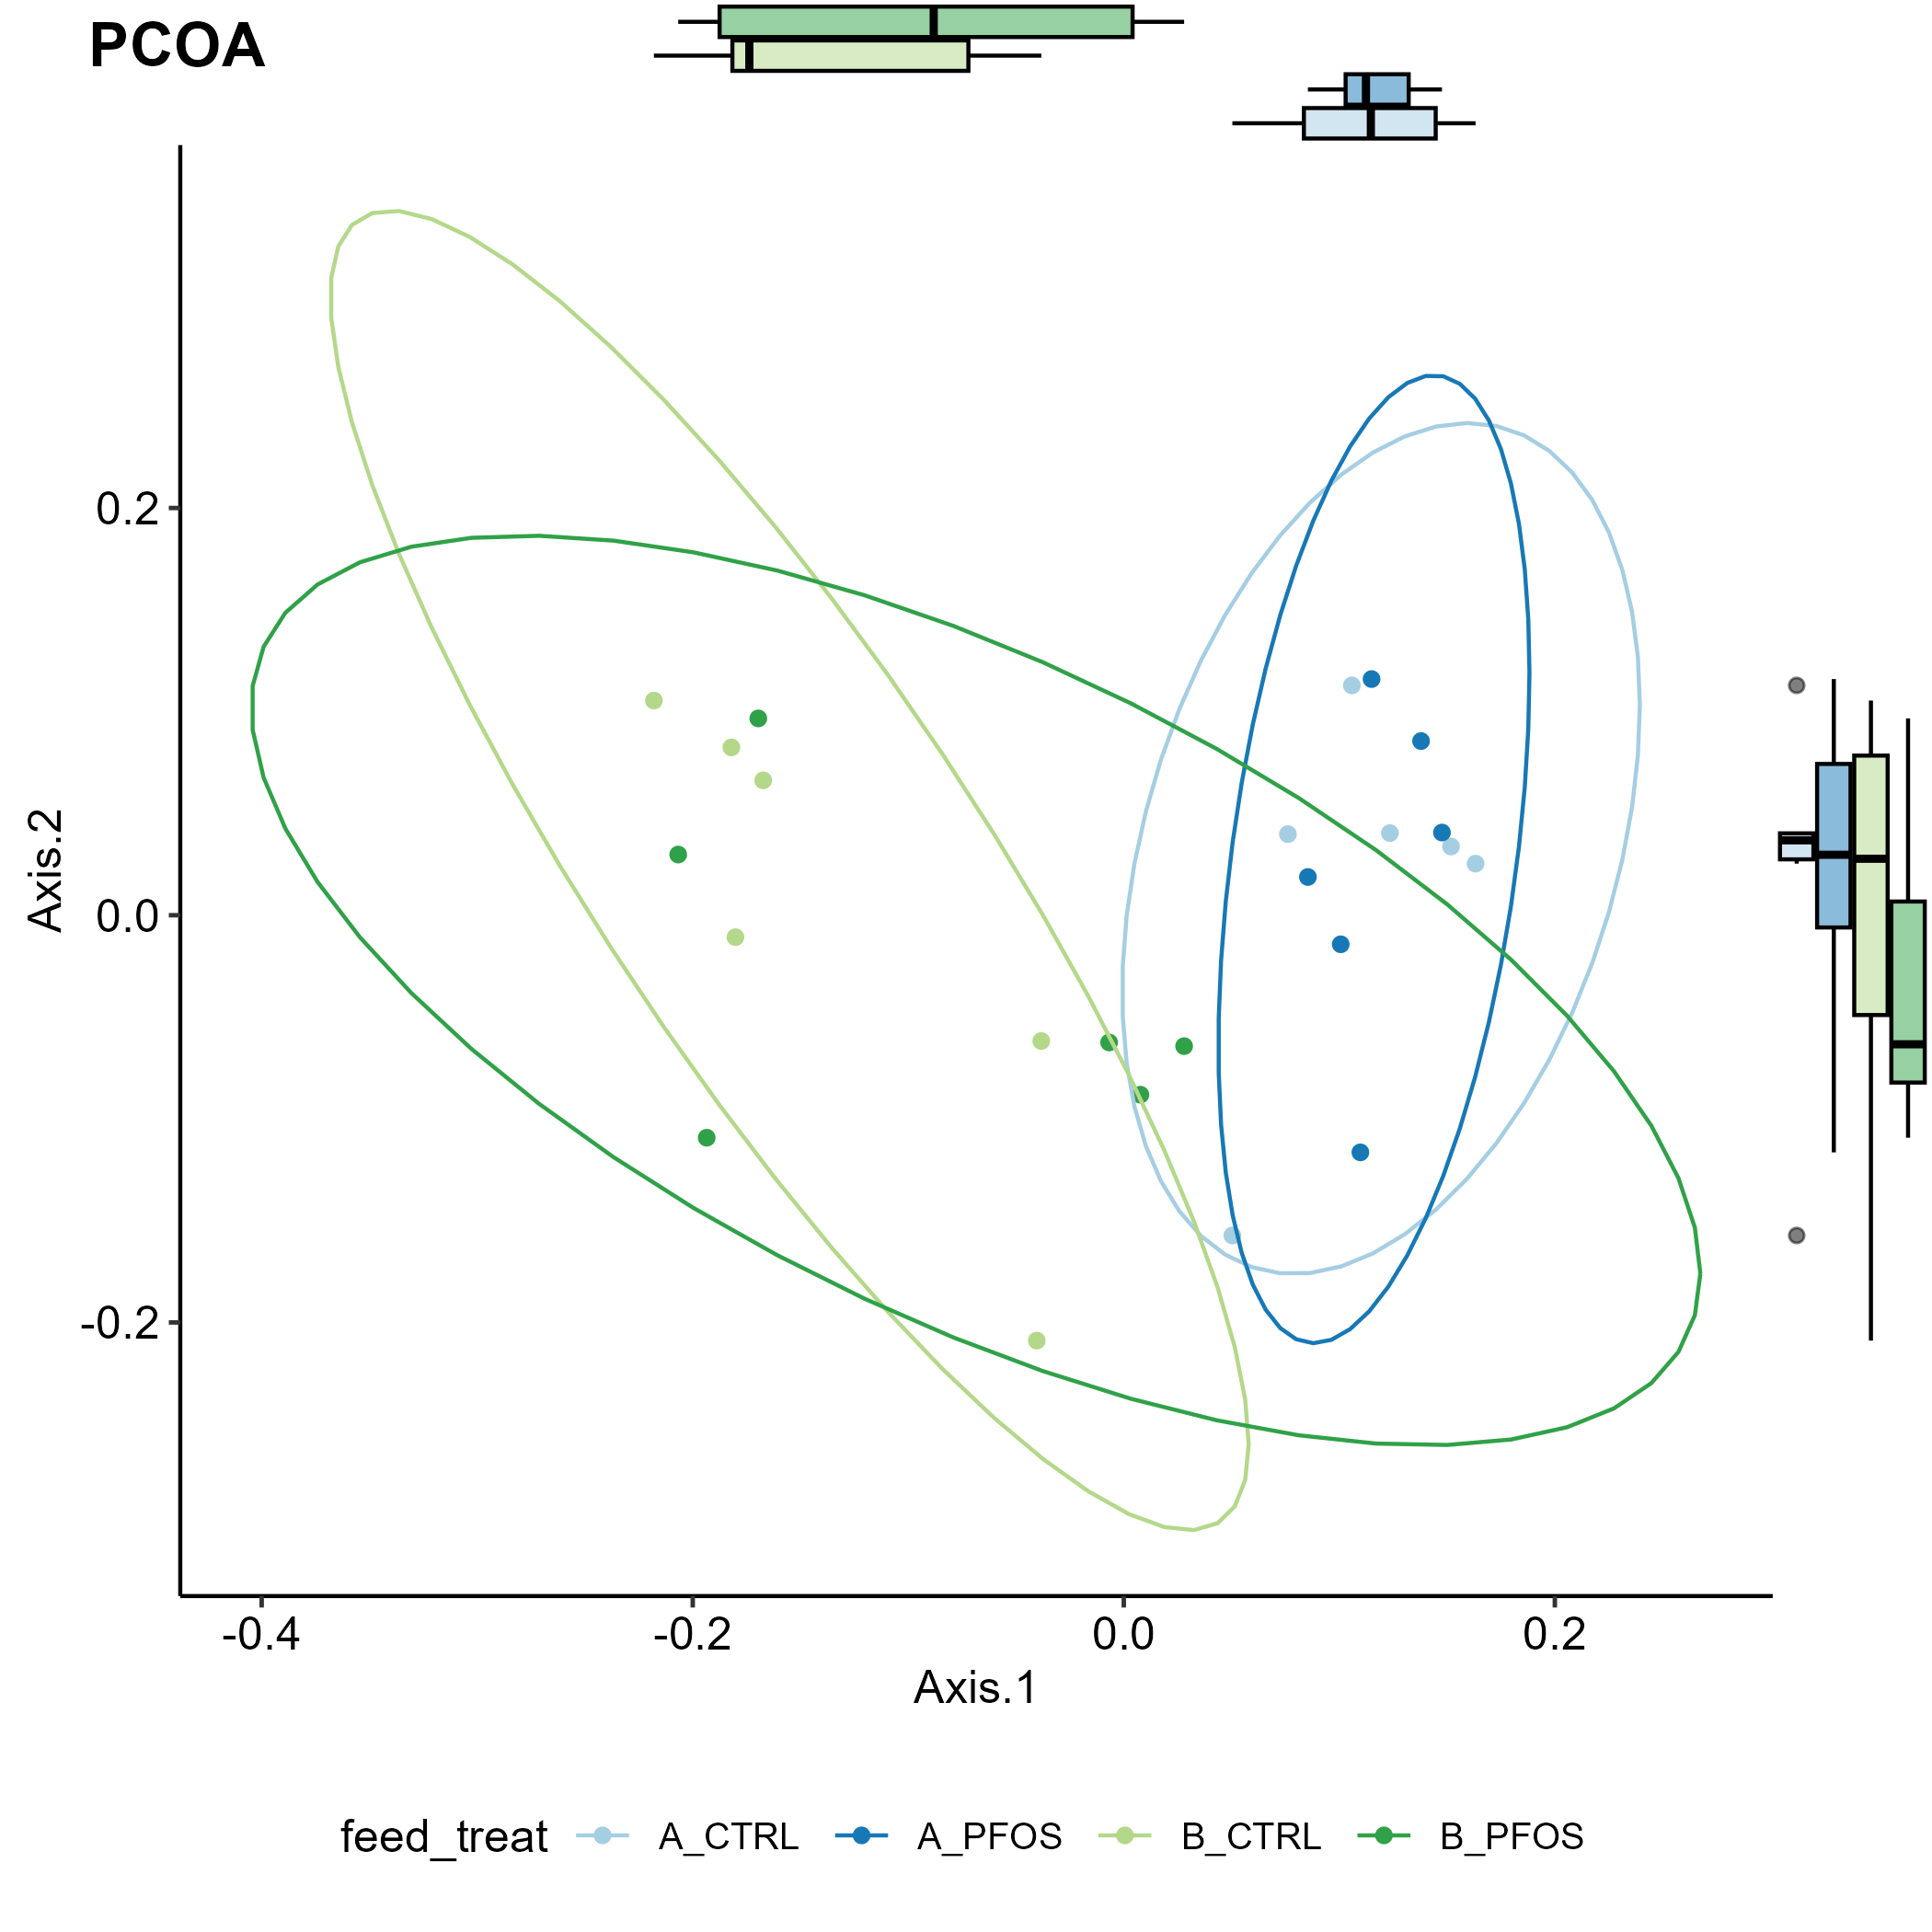 PCOA
Axis.2
0.2
0.0
-0.2
-0.4 -0.2 0.0 0.2
Axis.1
feed_treat A_CTRL A_PFOS B_CTRL B_PFOS